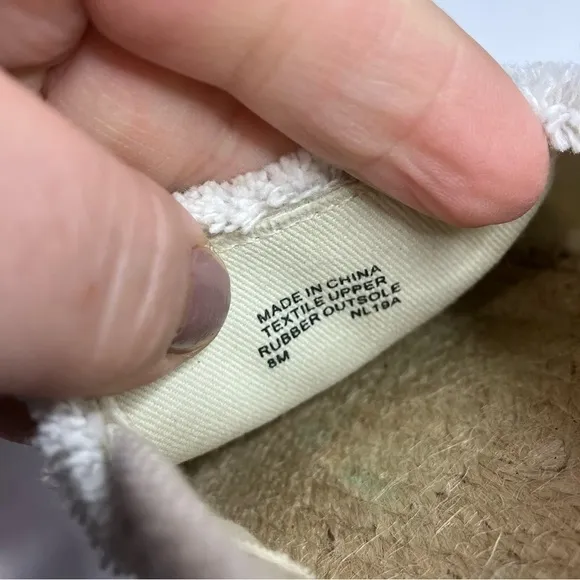 MADE IN CHINA
TEXTILE UPPER
RUBBER OUTSOLE
8M NL19A